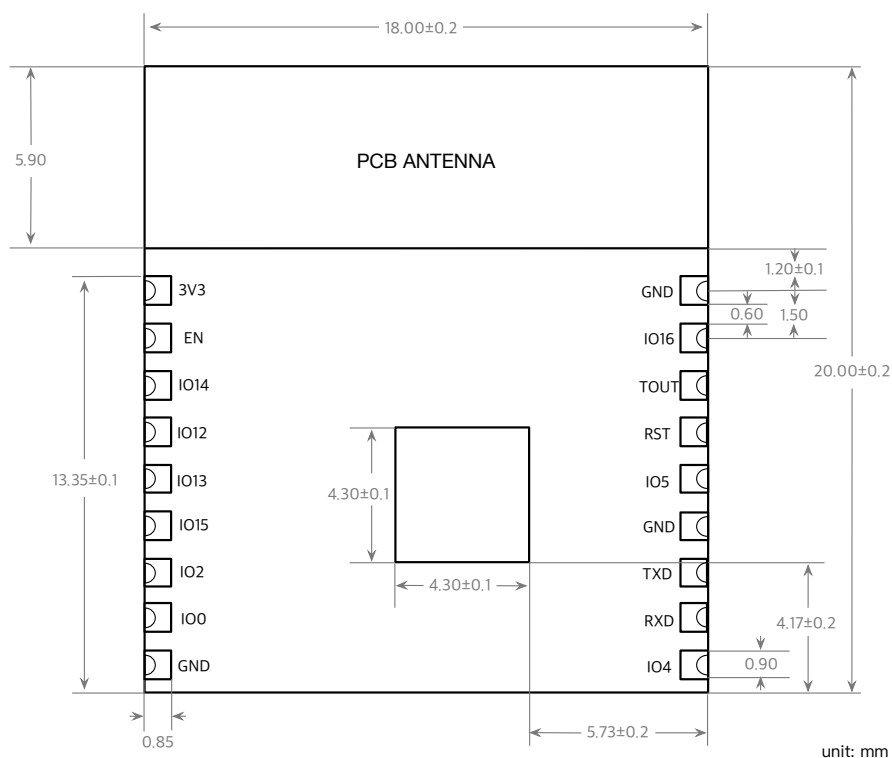 18.00±0.2
5.90
PCB ANTENNA
1.20±0.1
3V3
GND
0.60
1.50
EN
IO16
20.00±0.2
IO14
TOUT
IO12
RST
13.35±0.1
IO13
4.30±0.1
IO5
IO15
GND
IO2
TXD
4.30±0.1
IO0
RXD
4.17±0.2
GND
IO4
0.90
0.85
5.73±0.2
unit: mm